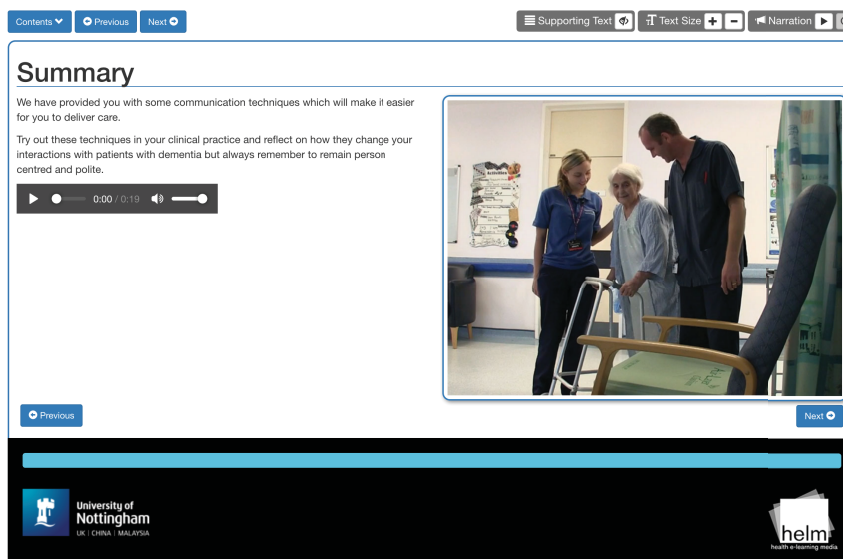 Contents
Previous
Next
Supporting Text
Text Size
Narration
Summary
We have provided you with some communication techniques which will make it easier
for you to deliver care.
Try out these techniques in your clinical practice and reflect on how they change your
interactions with patients with dementia but always remember to remain person
centred and polite.
0:00 / 0:19
Activities
Previous
Next
University of
Nottingham
UK | CHINA | MALAYSIA
helm
health e-learning media